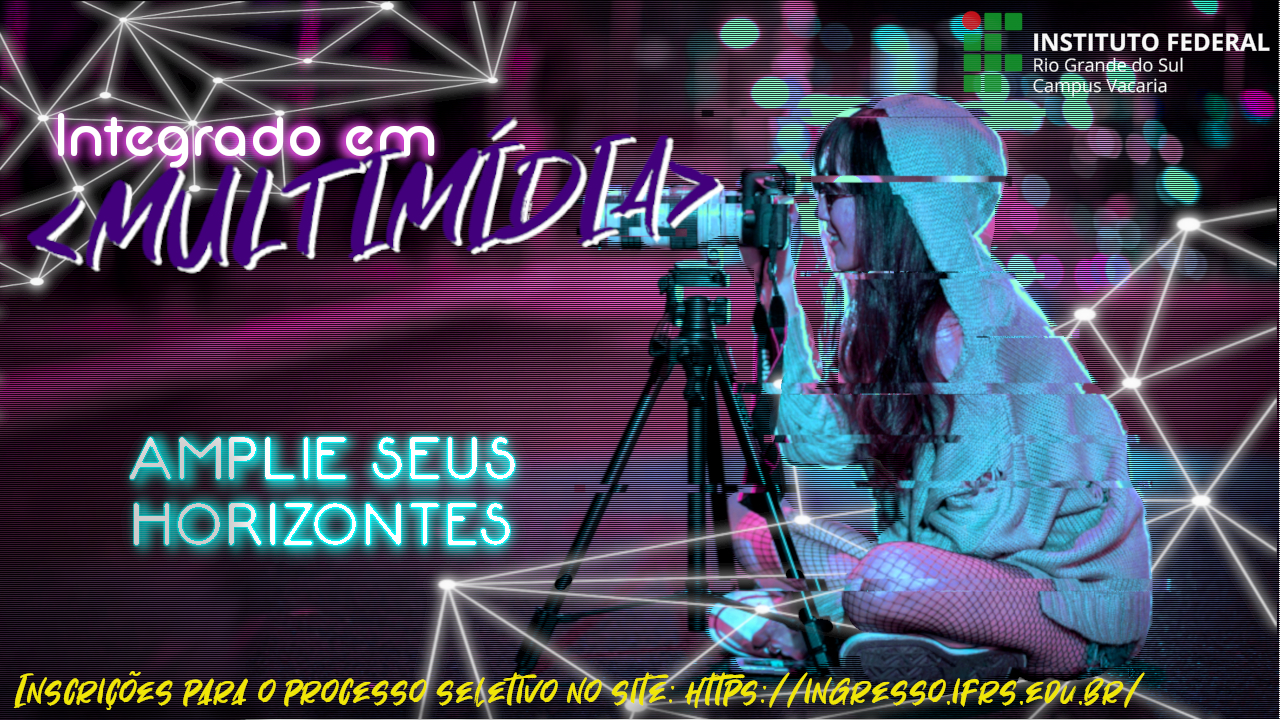 INSTITUTO FEDERAL
Rio Grande do Sul
Campus Vacaria
Integrado em
<MULTIMÍDIA>
AMPLIE SEUS
HORIZONTES
Inscrições para o processo seletivo no site: https://ingresso.ifrs.edu.br/